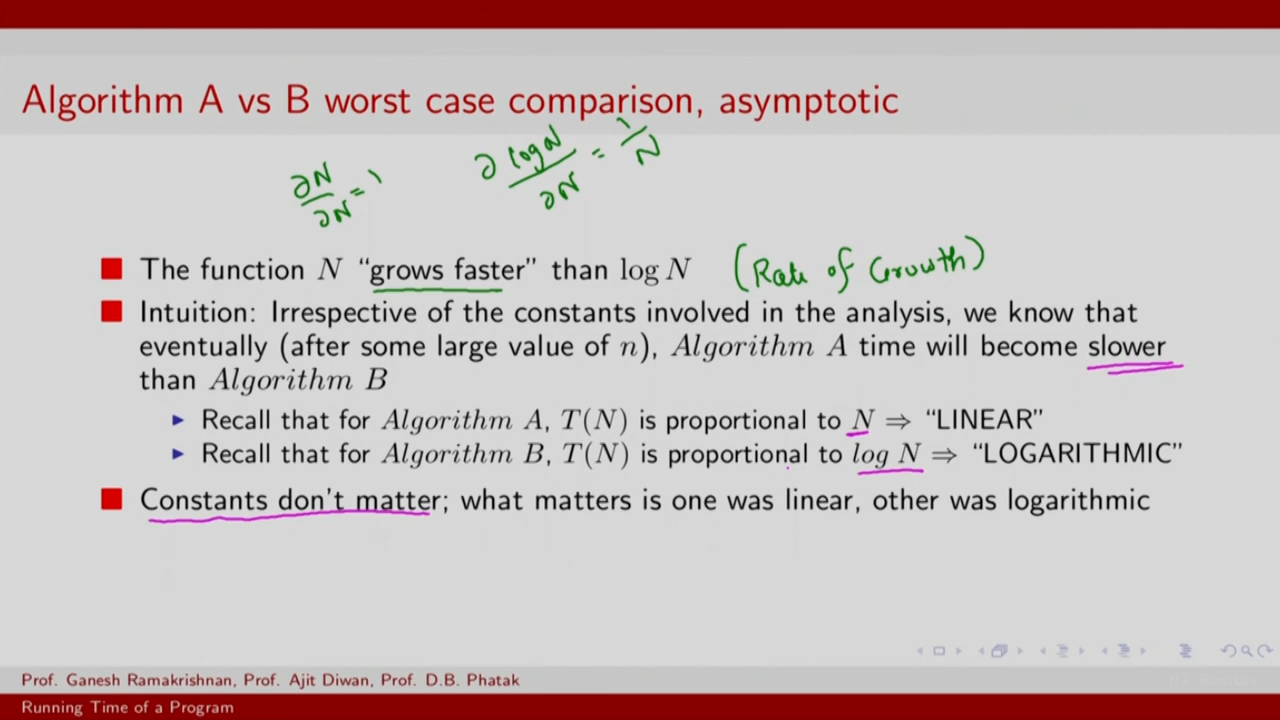 Algorithm A vs B worst case comparison, asymptotic
∂N/∂N = 1 ∂ log N/∂N = 1/N
■ The function N “grows faster” than log N (Rate of Growth)
■ Intuition: Irrespective of the constants involved in the analysis, we know that
eventually (after some large value of n), Algorithm A time will become slower
than Algorithm B
▶ Recall that for Algorithm A, T(N) is proportional to N ⇒ “LINEAR”
▶ Recall that for Algorithm B, T(N) is proportional to log N ⇒ “LOGARITHMIC”
■ Constants don't matter; what matters is one was linear, other was logarithmic
Prof. Ganesh Ramakrishnan, Prof. Ajit Diwan, Prof. D.B. Phatak
Running Time of a Program